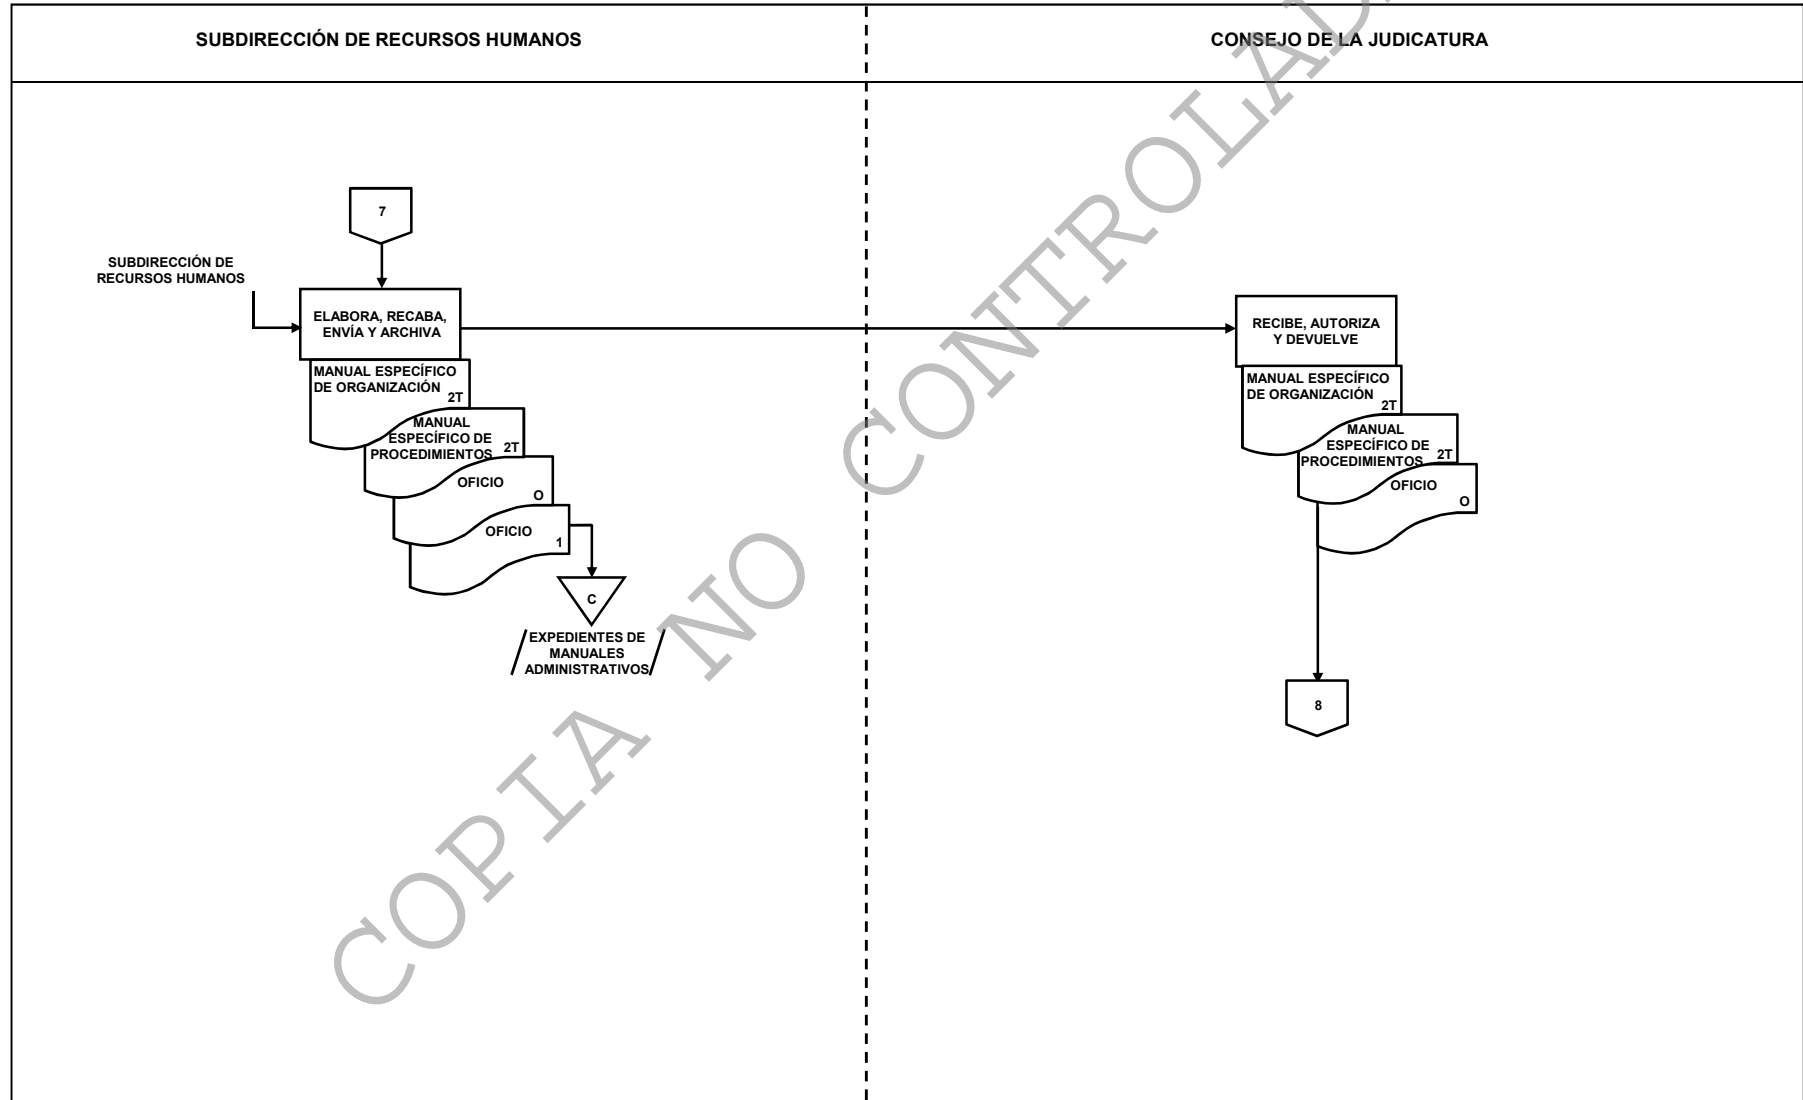 SUBDIRECCIÓN DE RECURSOS HUMANOS
CONSEJO DE LA JUDICATURA
7
SUBDIRECCIÓN DE
RECURSOS HUMANOS
ELABORA, RECABA,
ENVÍA Y ARCHIVA
MANUAL ESPECÍFICO
DE ORGANIZACIÓN
2T
MANUAL
ESPECÍFICO DE
PROCEDIMIENTOS
2T
OFICIO
O
OFICIO
1
C
EXPEDIENTES DE
MANUALES
ADMINISTRATIVOS
RECIBE, AUTORIZA
Y DEVUELVE
MANUAL ESPECÍFICO
DE ORGANIZACIÓN
2T
MANUAL
ESPECÍFICO DE
PROCEDIMIENTOS
2T
OFICIO
O
8
COPIA NO CONTROLAD